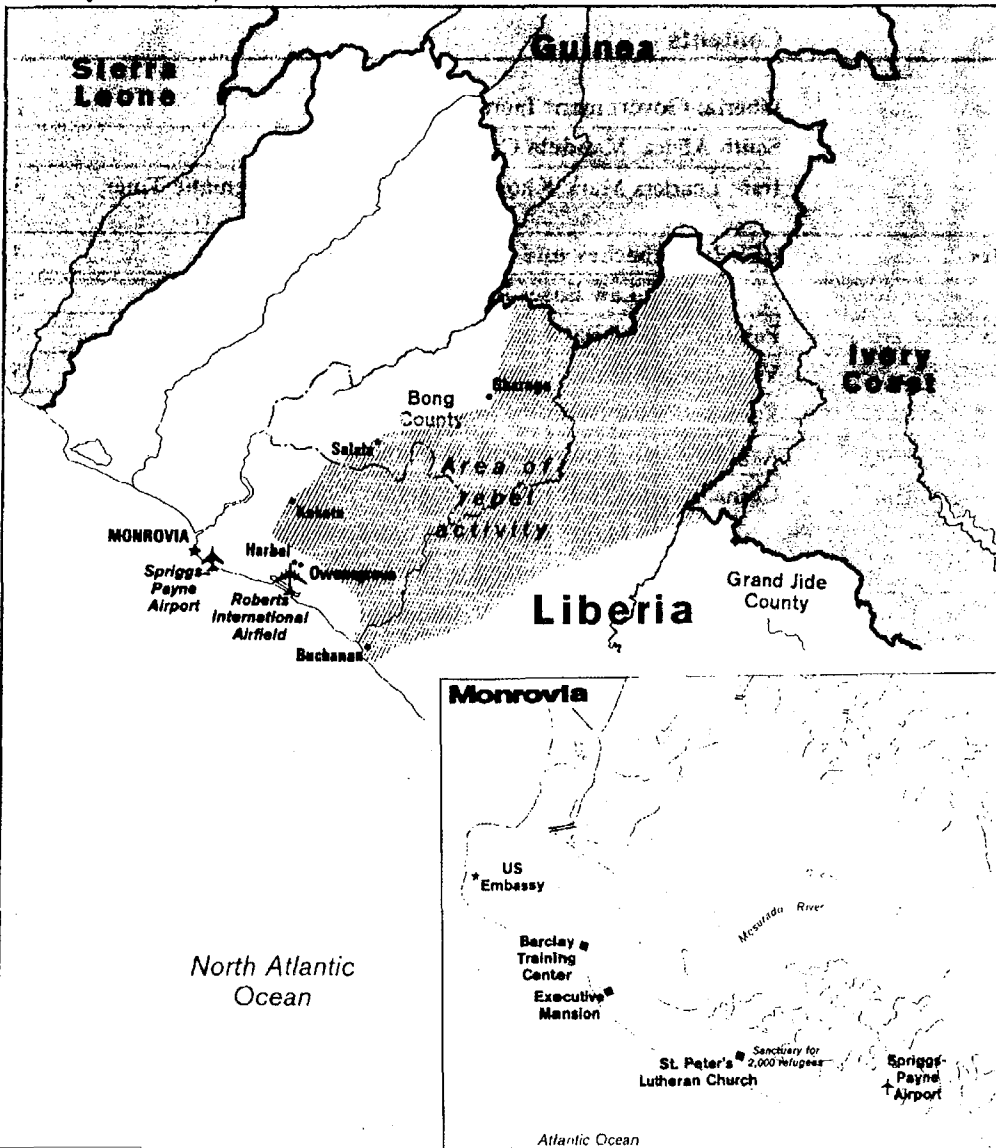 Sierra
Leone
Guinea
Contents
Ivory
Coast
Bong
County
Gbarnga
Salala
Area of
rebel
activity
Kakata
MONROVIA
Harbel
Owensgrove
Spriggs-
Payne
Airport
Roberts
International
Airfield
Buchanan
Liberia
Grand Jide
County
North Atlantic
Ocean
Monrovia
US
Embassy
Mesurado River
Barclay
Training
Center
Executive
Mansion
St. Peter's
Lutheran Church
Sanctuary for
2,000 refugees
Spriggs-
Payne
Airport
Atlantic Ocean